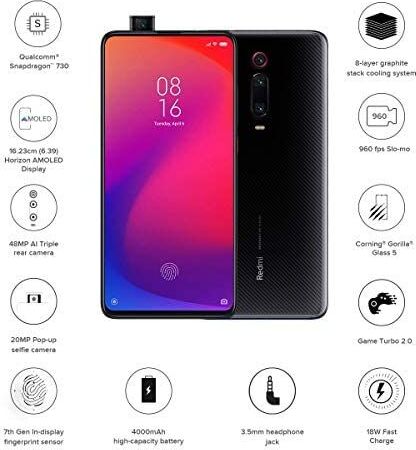 S
Qualcomm®
Snapdragon™ 730
AMOLED
16.23cm (6.39)
Horizon AMOLED
Display
48MP AI Triple
rear camera
20MP Pop-up
selfie camera
7th Gen In-display
fingerprint sensor
08
16
Tuesday, April 6
Redmi
4000mAh
high-capacity battery
3.5mm headphone
jack
8-layer graphite
stack cooling system
960
960 fps Slo-mo
Corning® Gorilla®
Glass 5
Game Turbo 2.0
18W Fast
Charge